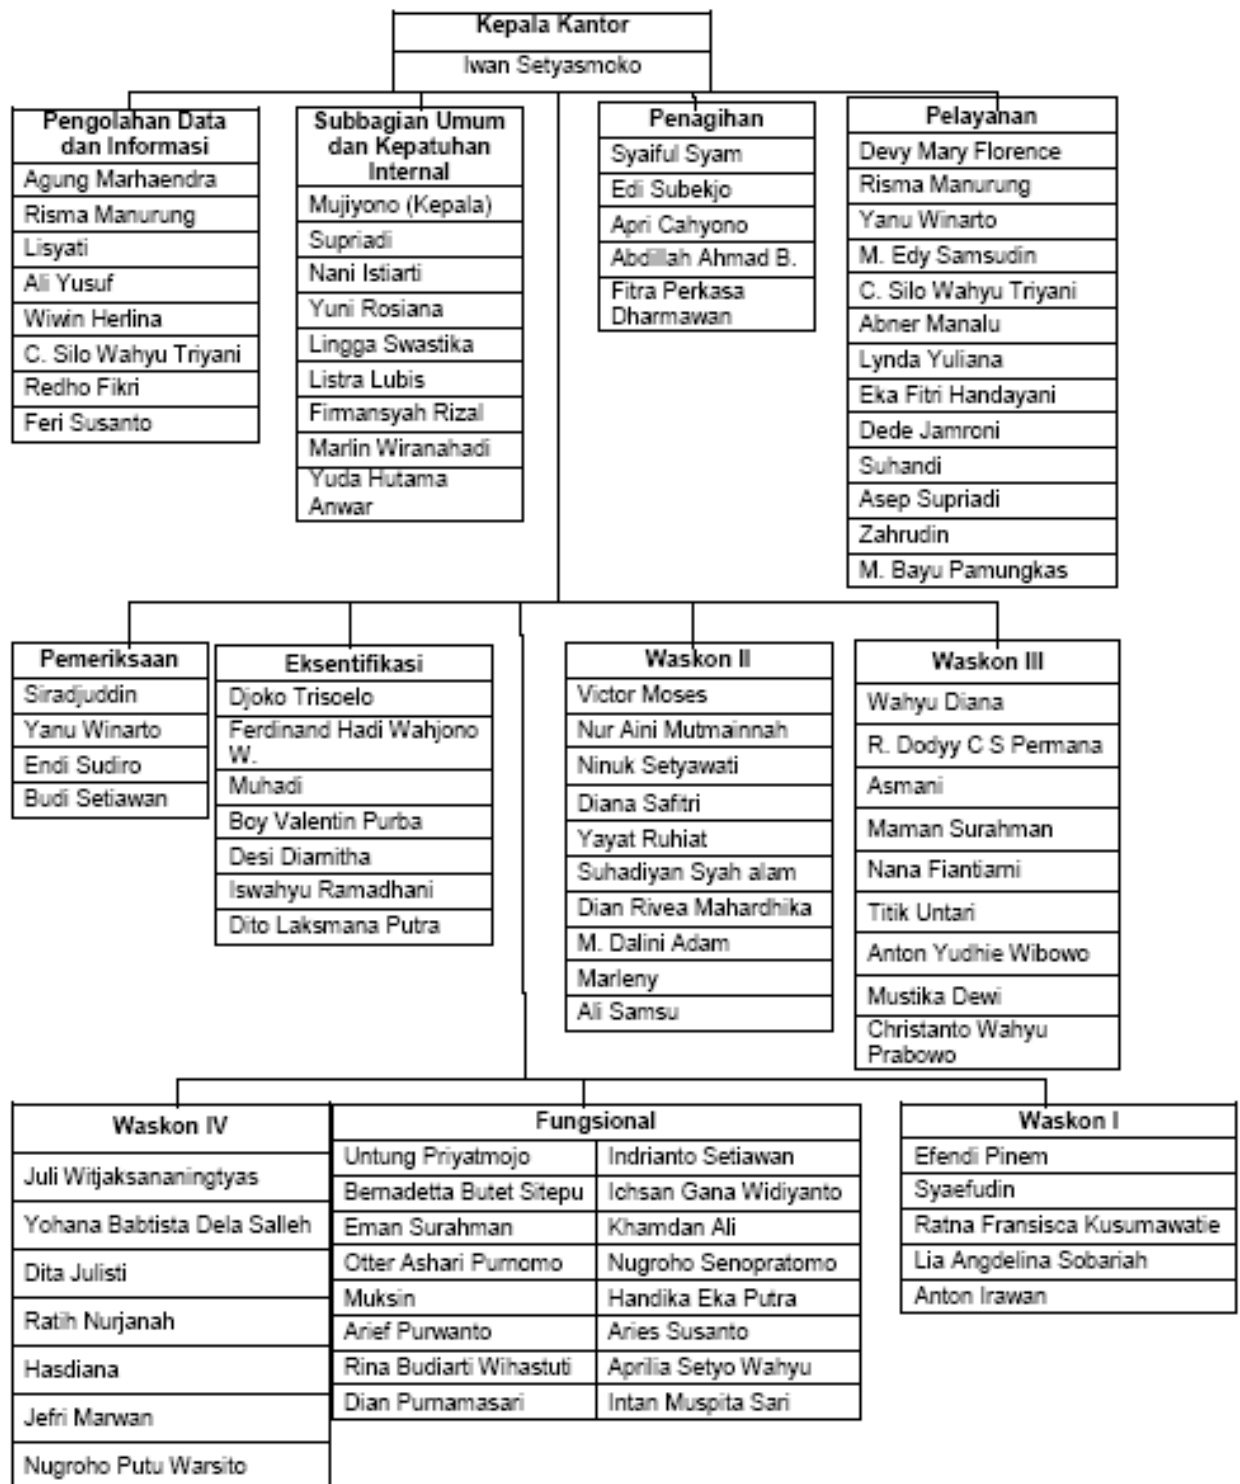 Kepala Kantor
Iwan Setyasmoko
Pengolahan Data
dan Informasi
Agung Marhaendra
Risma Manurung
Lisyati
Ali Yusuf
Wiwin Herlina
C. Silo Wahyu Triyani
Redho Fikri
Feri Susanto
Subbagian Umum
dan Kepatuhan
Internal
Mujiyono (Kepala)
Supriadi
Nani Istiarti
Yuni Rosiana
Lingga Swastika
Listra Lubis
Firmansyah Rizal
Marlin Wiranahadi
Yuda Hutama
Anwar
Penagihan
Syaiful Syam
Edi Subekjo
Apri Cahyono
Abdillah Ahmad B.
Fitra Perkasa
Dharmawan
Pelayanan
Devy Mary Florence
Risma Manurung
Yanu Winarto
M. Edy Samsudin
C. Silo Wahyu Triyani
Abner Manalu
Lynda Yuliana
Eka Fitri Handayani
Dede Jamroni
Suhandi
Asep Supriadi
Zahrudin
M. Bayu Pamungkas
Pemeriksaan
Siradjuddin
Yanu Winarto
Endi Sudiro
Budi Setiawan
Eksentifikasi
Djoko Trisoelo
Ferdinand Hadi Wahjono
W.
Muhadi
Boy Valentin Purba
Desi Diamitha
Iswahyu Ramadhani
Dito Laksmana Putra
Waskon II
Victor Moses
Nur Aini Mutmainnah
Ninuk Setyawati
Diana Safitri
Yayat Ruhiat
Suhadiyan Syah alam
Dian Rivea Mahardhika
M. Dalini Adam
Marleny
Ali Samsu
Waskon III
Wahyu Diana
R. Dodyy C S Permana
Asmani
Maman Surahman
Nana Fiantiarni
Titik Untari
Anton Yudhie Wibowo
Mustika Dewi
Christanto Wahyu
Prabowo
Waskon IV
Juli Witjaksananingtyas
Yohana Babtista Dela Salleh
Dita Julisti
Ratih Nurjanah
Hasdiana
Jefri Marwan
Nugroho Putu Warsito
Fungsional
Untung Priyatmojo Indrianto Setiawan
Bernadetta Butet Sitepu Ichsan Gana Widiyanto
Eman Surahman Khamdan Ali
Otter Ashari Purnomo Nugroho Senopratomo
Muksin Handika Eka Putra
Arief Purwanto Aries Susanto
Rina Budiarti Wihastuti Aprilia Setyo Wahyu
Dian Purnamasari Intan Muspita Sari
Waskon I
Efendi Pinem
Syaefudin
Ratna Fransisca Kusumawatie
Lia Angdelina Sobariah
Anton Irawan